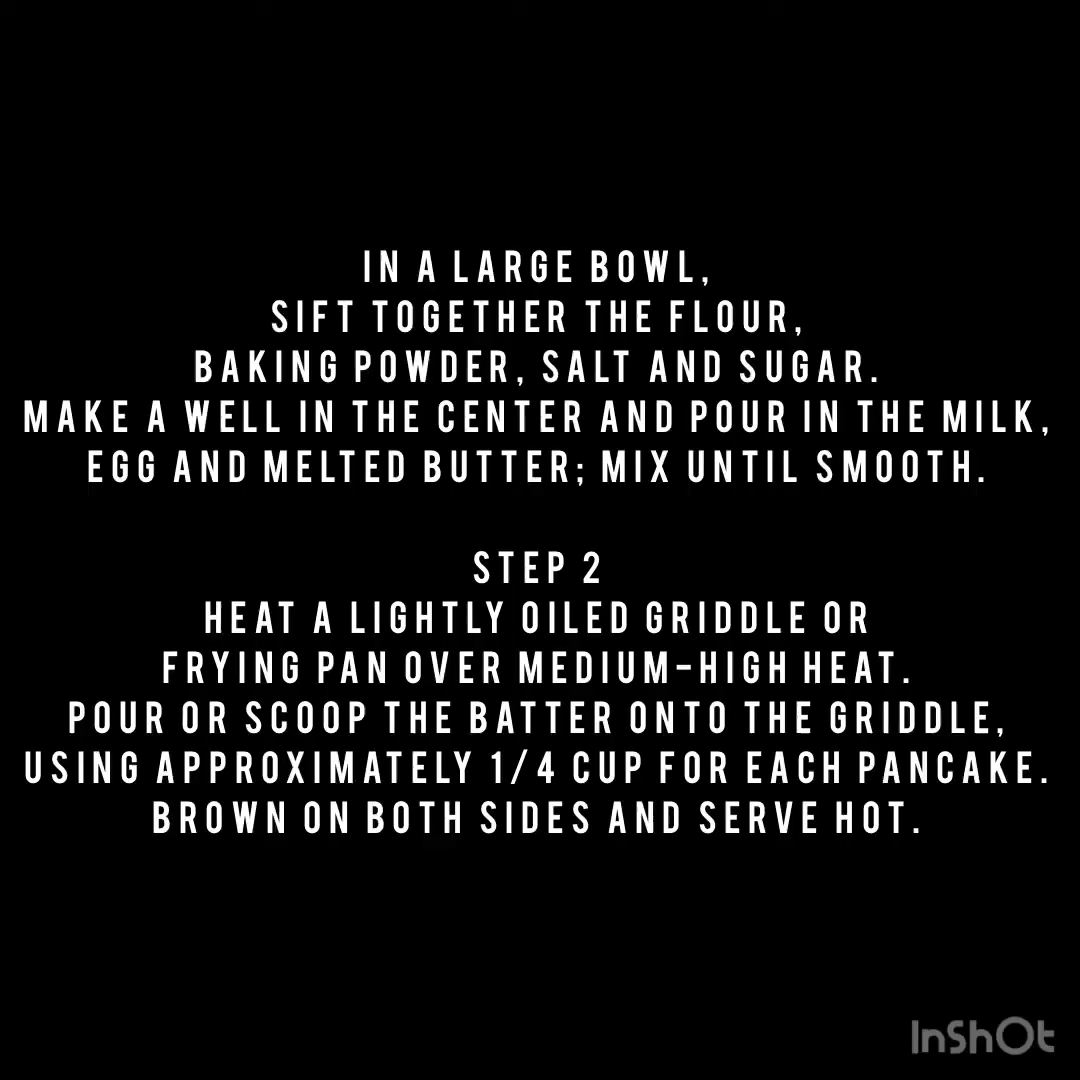 IN A LARGE BOWL,
SIFT TOGETHER THE FLOUR,
BAKING POWDER, SALT AND SUGAR.
MAKE A WELL IN THE CENTER AND POUR IN THE MILK,
EGG AND MELTED BUTTER; MIX UNTIL SMOOTH.
STEP 2
HEAT A LIGHTLY OILED GRIDDLE OR
FRYING PAN OVER MEDIUM-HIGH HEAT.
POUR OR SCOOP THE BATTER ONTO THE GRIDDLE,
USING APPROXIMATELY 1/4 CUP FOR EACH PANCAKE.
BROWN ON BOTH SIDES AND SERVE HOT.
InShOt